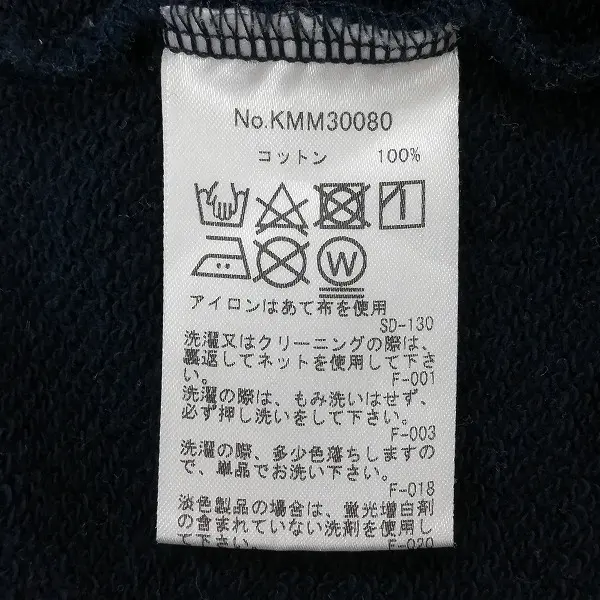 No.KMM30080
コットン 100%
W
アイロンはあて布を使用
SD-130
洗濯又はクリーニングの際は、
裏返してネットを使用して下さ
い。 F-001
洗濯の際は、もみ洗いはせず、
必ず押し洗いをして下さい。
F-003
洗濯の際、多少色落ちしますの
で、単品でお洗い下さい。
F-018
淡色製品の場合は、蛍光増白剤
の含まれていない洗剤を使用し
て下さい。 F-020